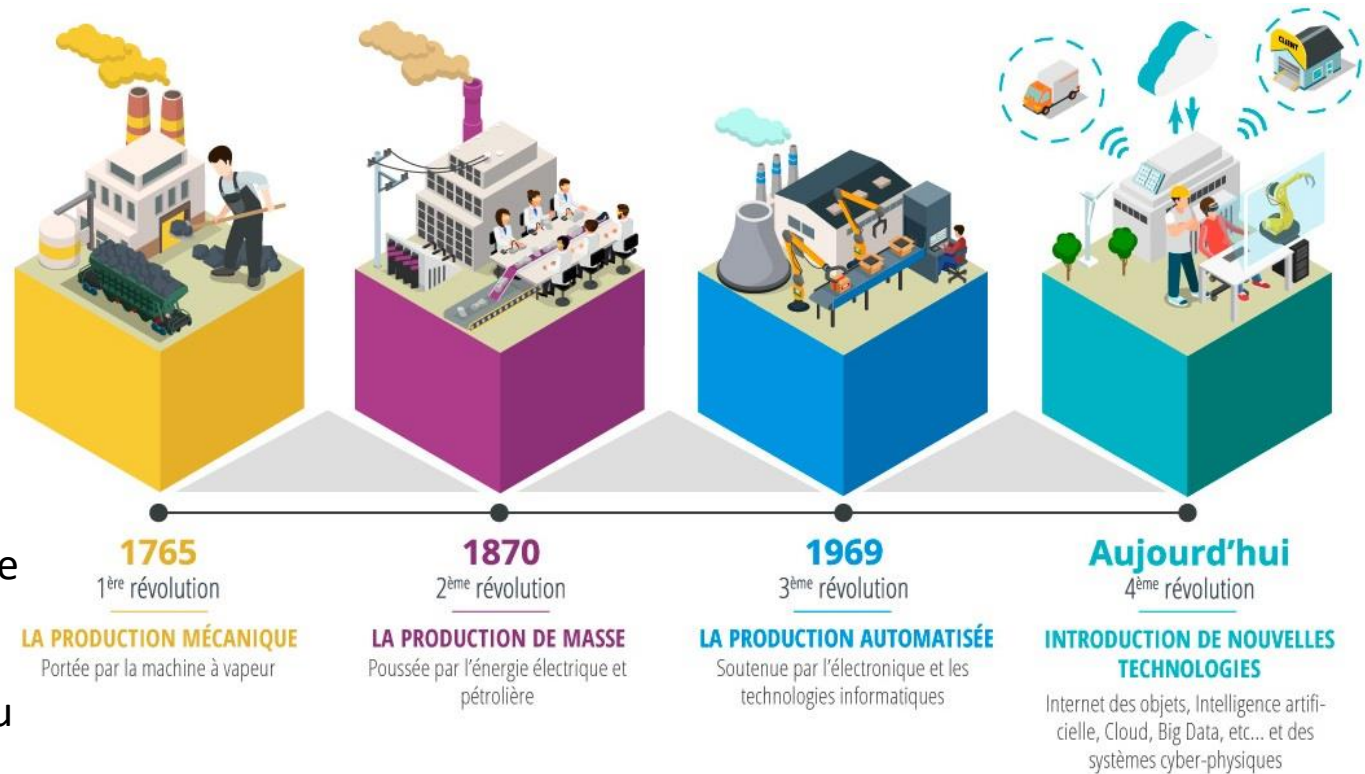 CLIENT
1765
1ère révolution
LA PRODUCTION MÉCANIQUE
Portée par la machine à vapeur
1870
2ème révolution
LA PRODUCTION DE MASSE
Poussée par l’énergie électrique et
pétrolière
1969
3ème révolution
LA PRODUCTION AUTOMATISÉE
Soutenue par l’électronique et les
technologies informatiques
Aujourd’hui
4ème révolution
INTRODUCTION DE NOUVELLES
TECHNOLOGIES
Internet des objets, Intelligence artifi-
cielle, Cloud, Big Data, etc... et des
systèmes cyber-physiques